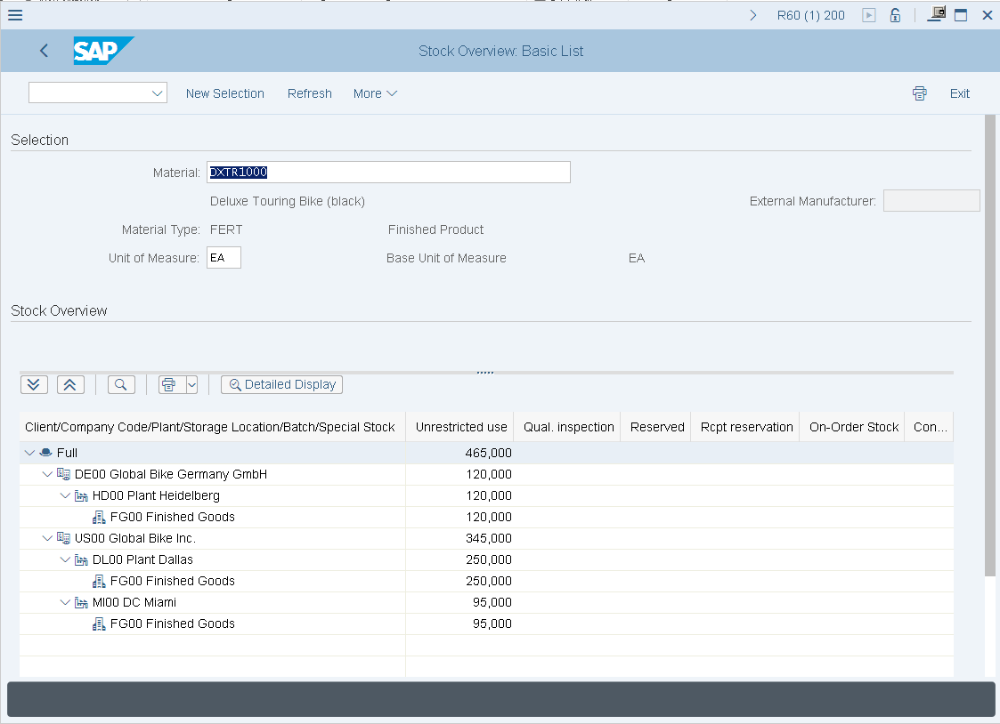 R60 (1) 200
SAP Stock Overview: Basic List
New Selection Refresh More Exit
Selection
Material: DXTR1000
Deluxe Touring Bike (black) External Manufacturer:
Material Type: FERT Finished Product
Unit of Measure: EA Base Unit of Measure EA
Stock Overview
Detailed Display
Client/Company Code/Plant/Storage Location/Batch/Special Stock Unrestricted use Qual. inspection Reserved Rcpt reservation On-Order Stock Con...
Full 465,000
DE00 Global Bike Germany GmbH 120,000
HD00 Plant Heidelberg 120,000
FG00 Finished Goods 120,000
US00 Global Bike Inc. 345,000
DL00 Plant Dallas 250,000
FG00 Finished Goods 250,000
MI00 DC Miami 95,000
FG00 Finished Goods 95,000